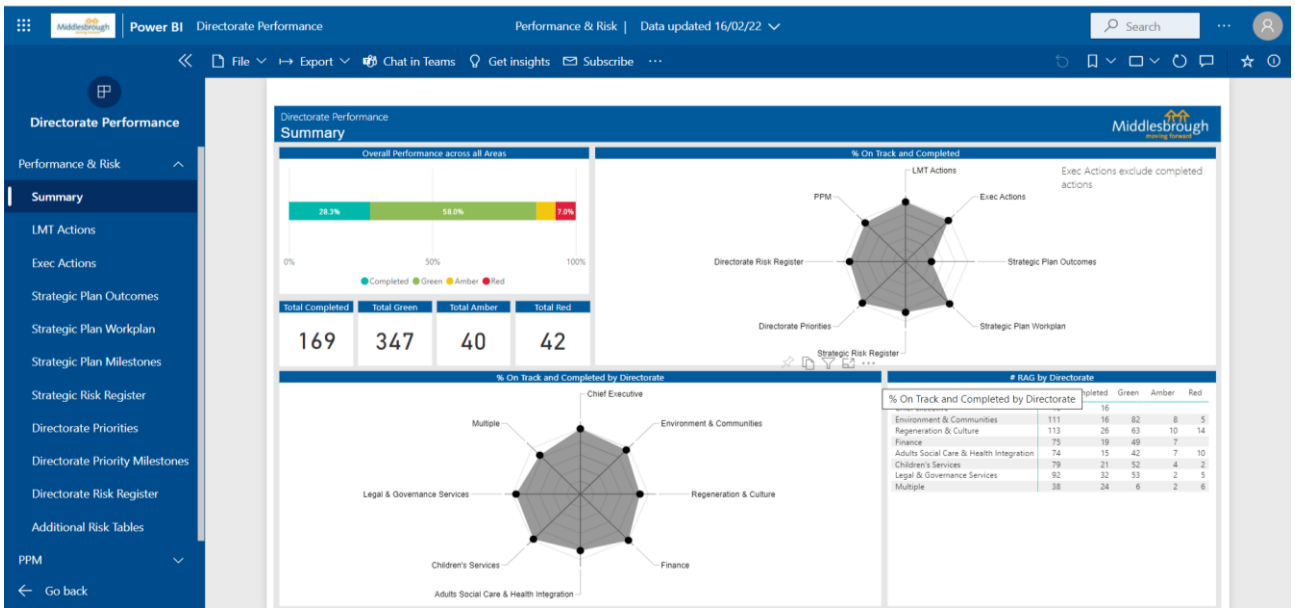 Middlesbrough
moving forward
Power BI Directorate Performance
Performance & Risk | Data updated 16/02/22
Search
File Export Chat in Teams Get insights Subscribe ...
Directorate Performance
Performance & Risk
Summary
LMT Actions
Exec Actions
Strategic Plan Outcomes
Strategic Plan Workplan
Strategic Plan Milestones
Strategic Risk Register
Directorate Priorities
Directorate Priority Milestones
Directorate Risk Register
Additional Risk Tables
PPM
Go back
Directorate Performance
Summary
Middlesbrough
moving forward
Overall Performance across all Areas
28.3% 58.0% 7.0%
0% 50% 100%
Completed Green Amber Red
Total Completed Total Green Total Amber Total Red
169 347 40 42
% On Track and Completed
Exec Actions exclude completed
actions
LMT Actions
PPM
Exec Actions
Directorate Risk Register
Strategic Plan Outcomes
Directorate Priorities
Strategic Plan Workplan
Strategic Risk Register
% On Track and Completed by Directorate
Chief Executive
Multiple
Environment & Communities
Legal & Governance Services
Regeneration & Culture
Children's Services
Finance
Adults Social Care & Health Integration
# RAG by Directorate
% On Track and Completed by Directorate
Green Amber Red
16
Environment & Communities 111 16 82 8 5
Regeneration & Culture 113 26 63 10 14
Finance 75 19 49 7
Adults Social Care & Health Integration 74 15 42 7 10
Children's Services 79 21 52 4 2
Legal & Governance Services 92 32 53 2 5
Multiple 38 24 6 2 6